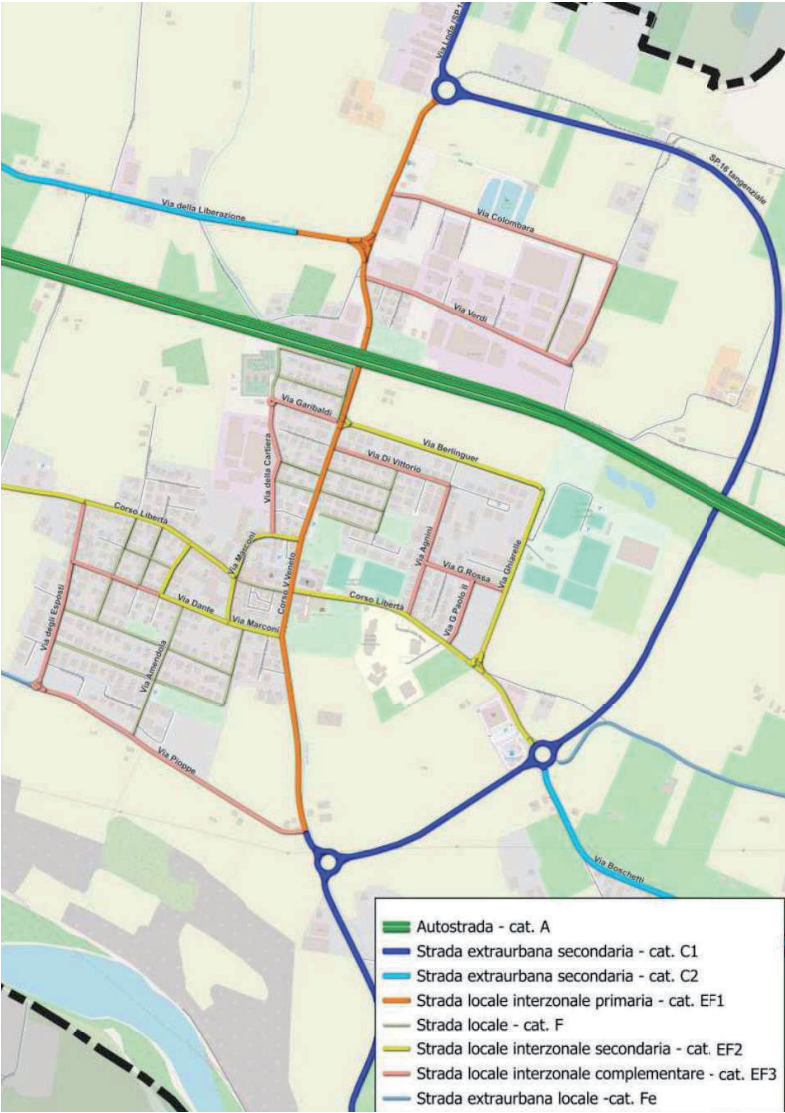 Via Loda (SP.1
SP.16 tangenziale
Via della Liberazione
Via Colombara
Via Verdi
Via Garibaldi
Via Berlinguer
Via Di Vittorio
Via della Cartiera
Corso Libertà
Via Marconi
Corso V.Veneto
Via Agnini
Via Ghiarelle
Via G.Rossa
Via G.Paolo II
Corso Libertà
Via degli Esposti
Via Dante
Via Marconi
Via Amendola
Via Pioppe
Via Boschetti
Autostrada - cat. A
Strada extraurbana secondaria - cat. C1
Strada extraurbana secondaria - cat. C2
Strada locale interzonale primaria - cat. EF1
Strada locale - cat. F
Strada locale interzonale secondaria - cat. EF2
Strada locale interzonale complementare - cat. EF3
Strada extraurbana locale -cat. Fe